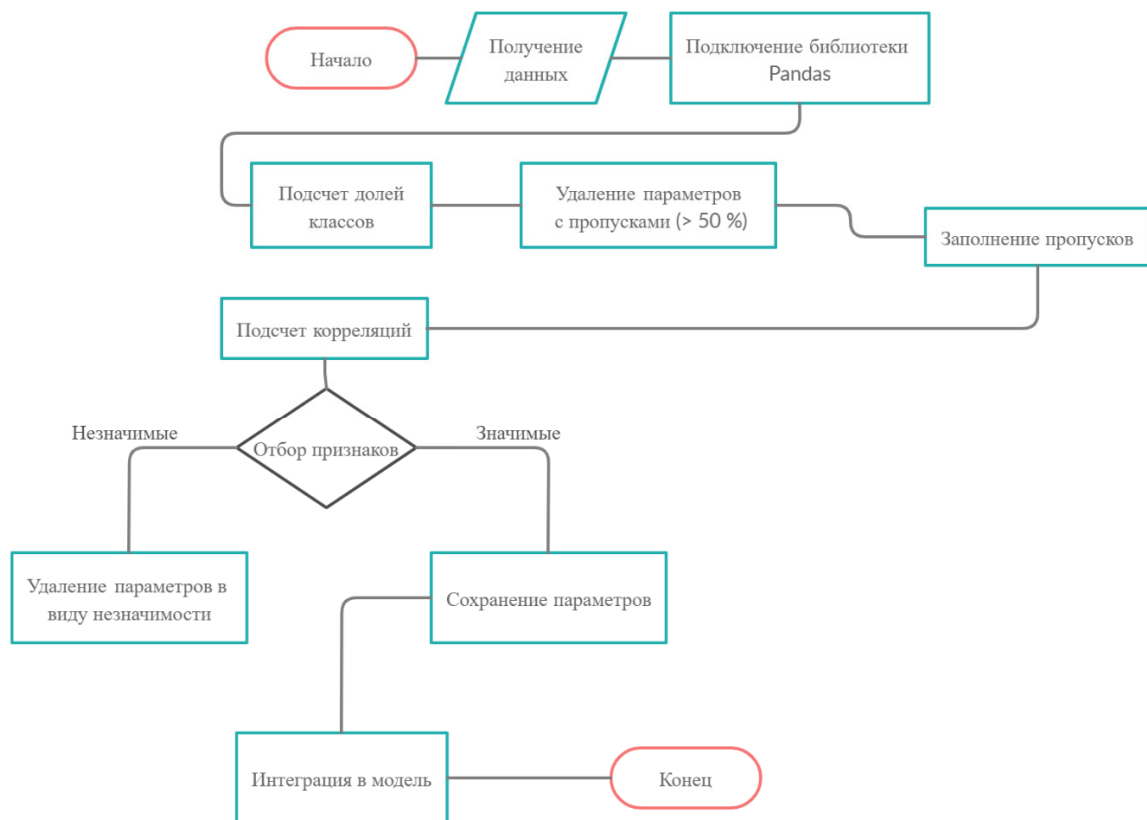 Начало
Получение
данных
Подключение библиотеки
Pandas
Подсчет долей
классов
Удаление параметров
с пропусками (> 50 %)
Заполнение пропусков
Подсчет корреляций
Незначимые
Отбор признаков
Значимые
Удаление параметров в
виду незначимости
Сохранение параметров
Интеграция в модель
Конец